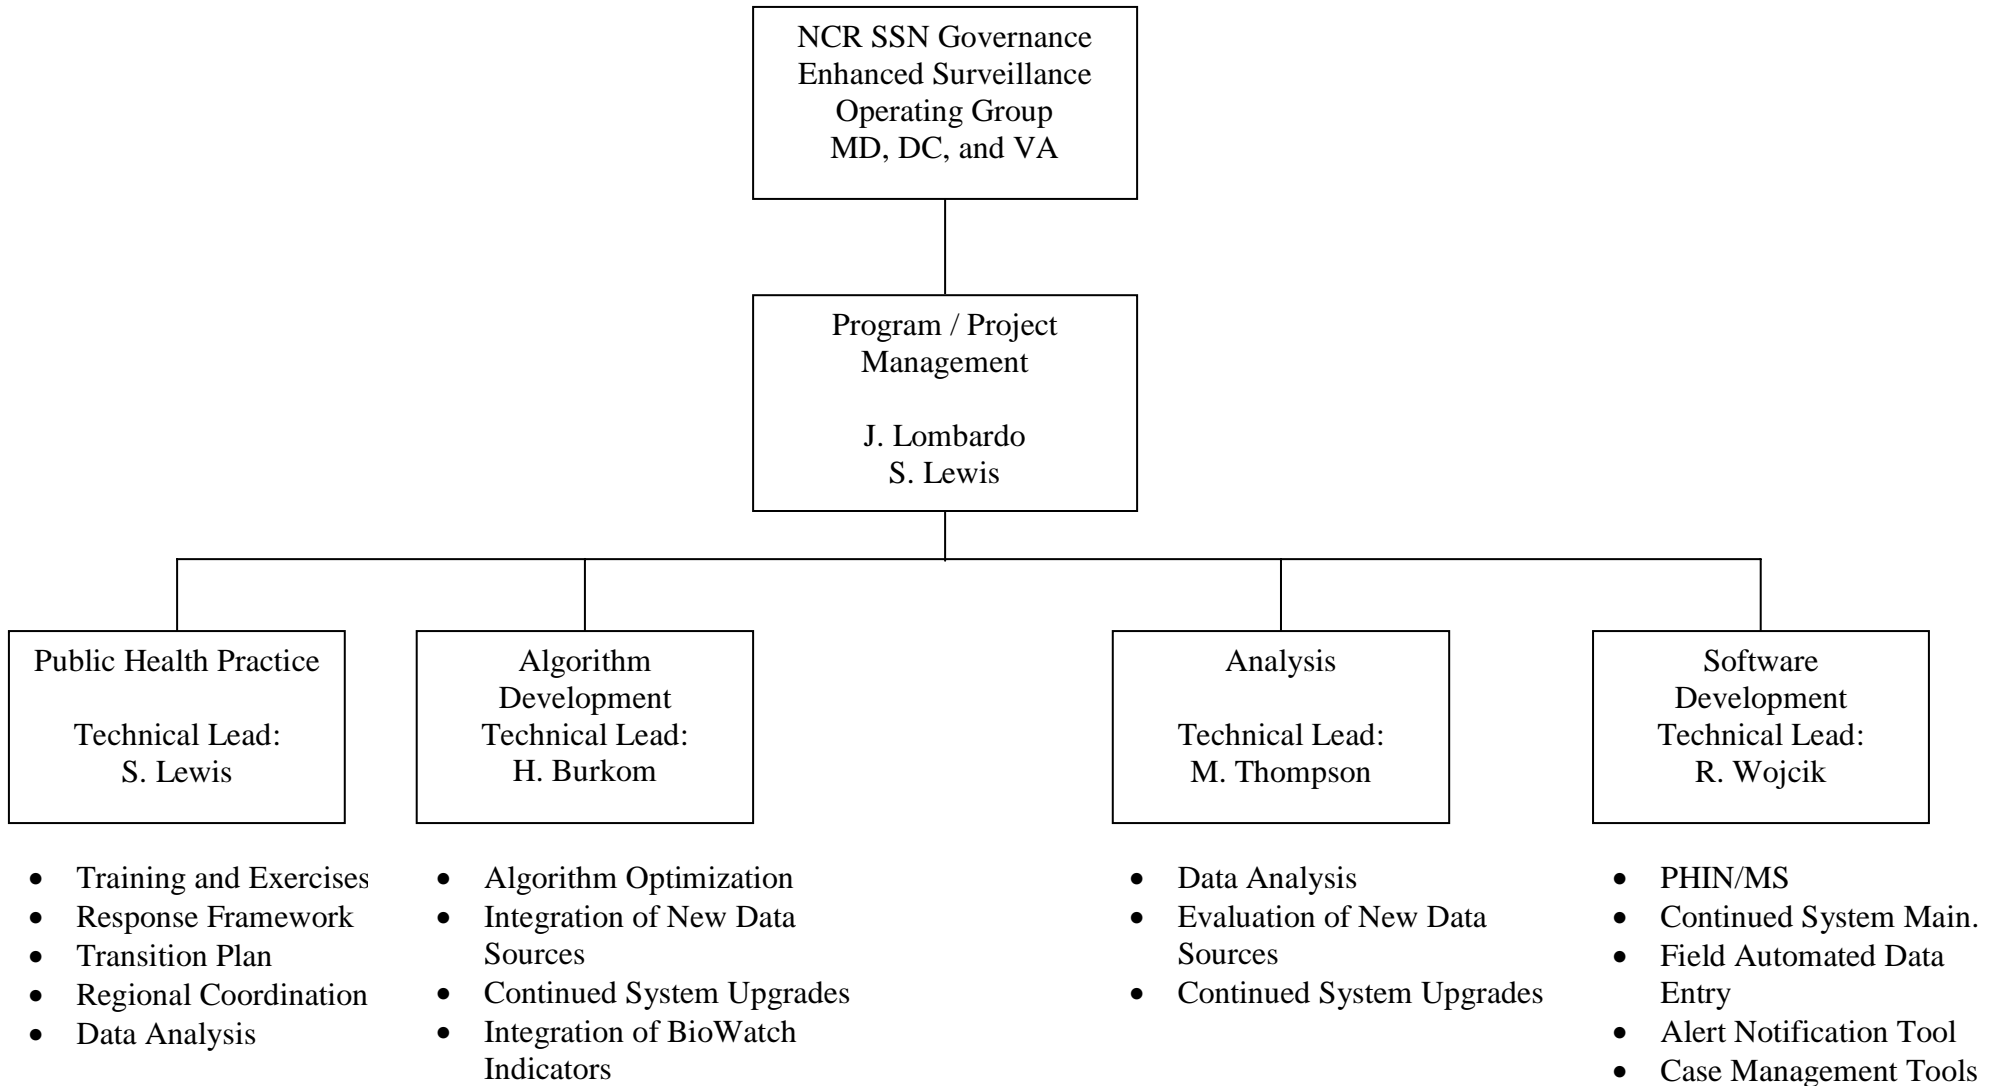 NCR SSN Governance
Enhanced Surveillance
Operating Group
MD, DC, and VA
Program / Project
Management
J. Lombardo
S. Lewis
Public Health Practice
Technical Lead:
S. Lewis
Algorithm
Development
Technical Lead:
H. Burkom
Analysis
Technical Lead:
M. Thompson
Software
Development
Technical Lead:
R. Wojcik
• Training and Exercises
• Response Framework
• Transition Plan
• Regional Coordination
• Data Analysis
• Algorithm Optimization
• Integration of New Data
Sources
• Continued System Upgrades
• Integration of BioWatch
Indicators
• Data Analysis
• Evaluation of New Data
Sources
• Continued System Upgrades
• PHIN/MS
• Continued System Main.
• Field Automated Data
Entry
• Alert Notification Tool
• Case Management Tools